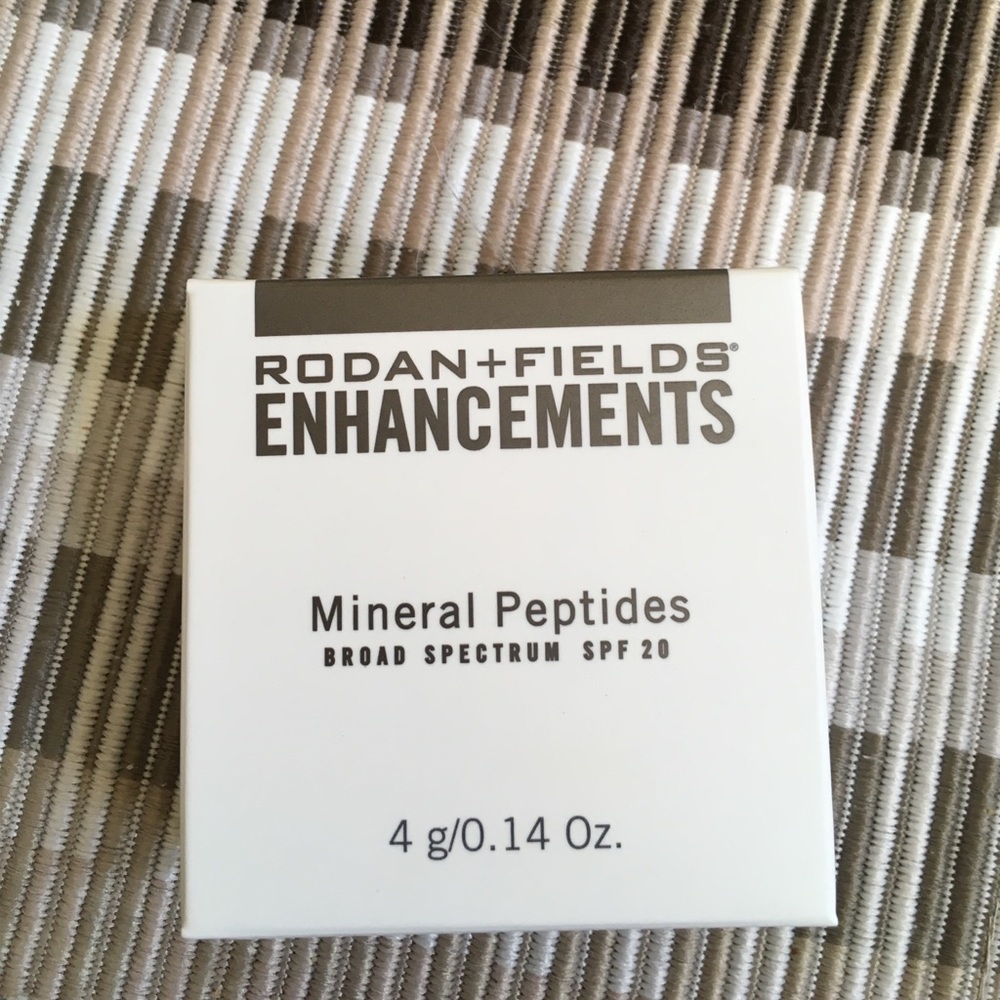 RODAN+FIELDS®
ENHANCEMENTS
Mineral Peptides
BROAD SPECTRUM SPF 20
4 g/0.14 Oz.